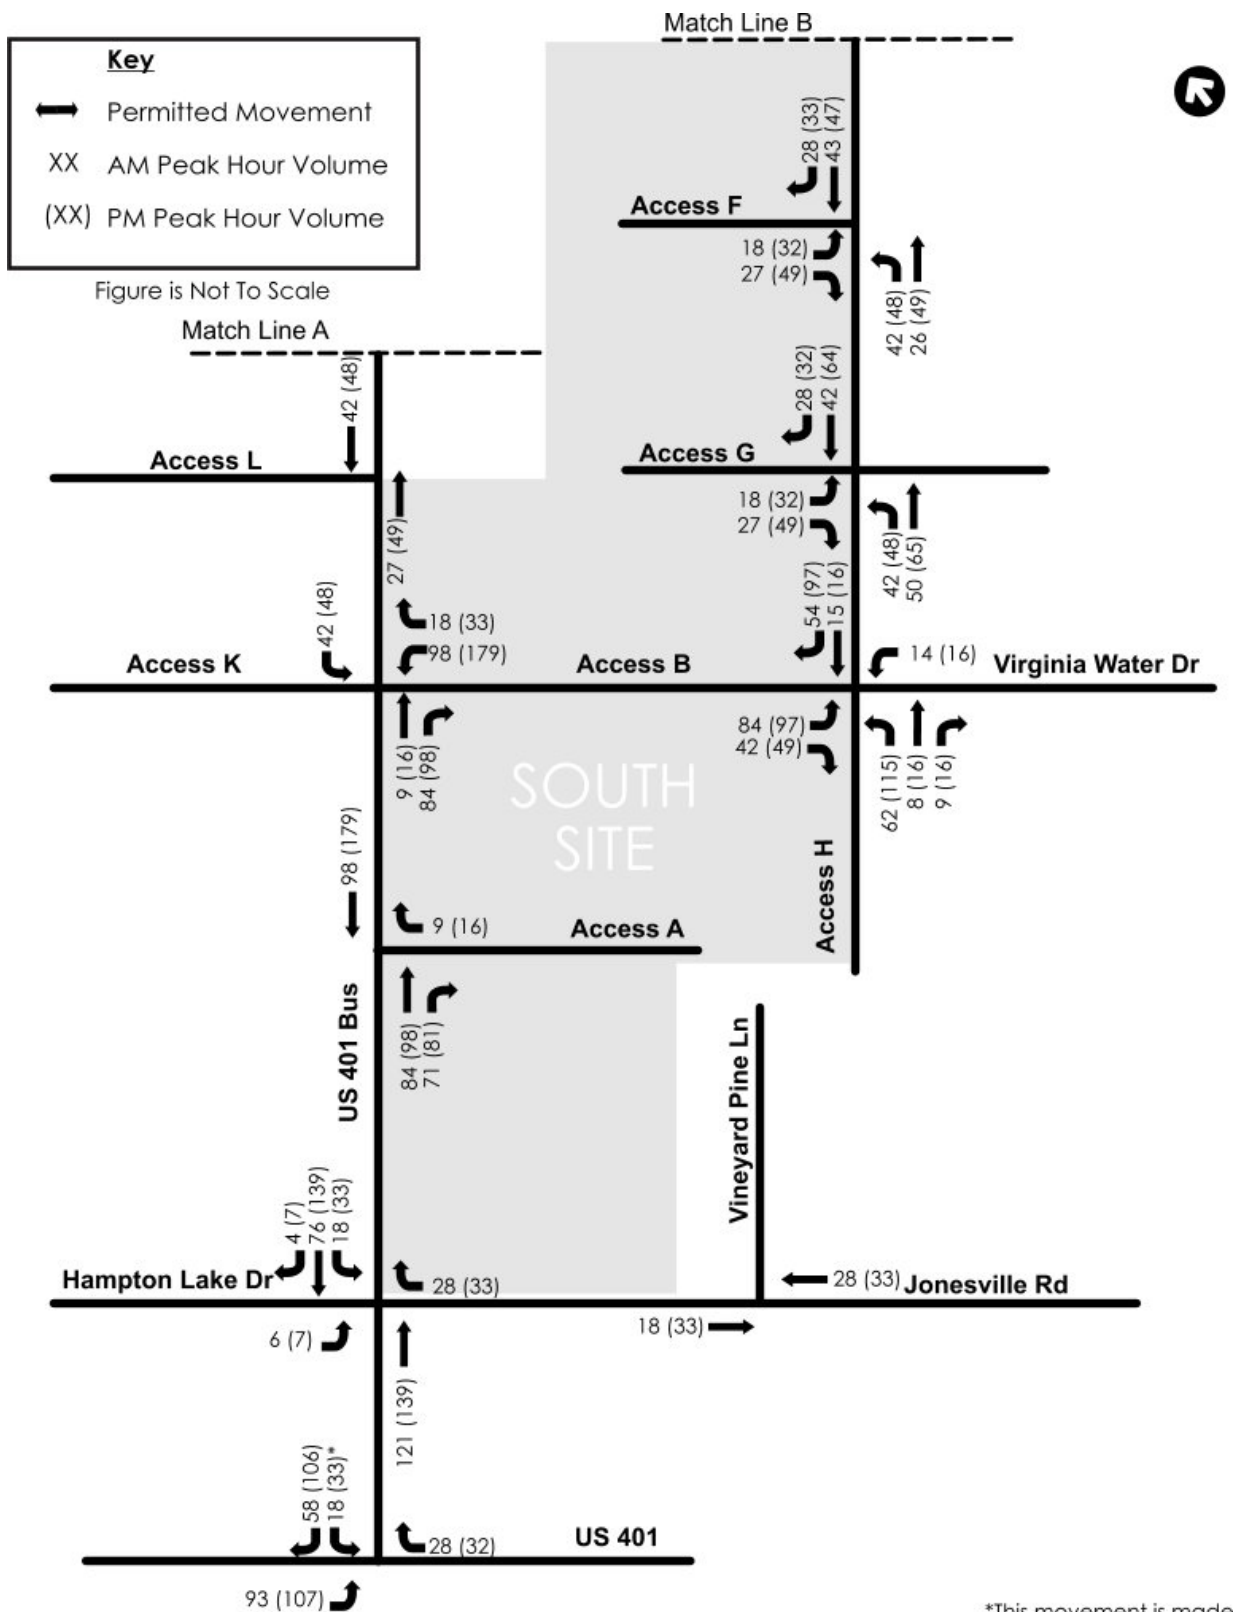 Match Line B
Key
Permitted Movement
XX AM Peak Hour Volume
(XX) PM Peak Hour Volume
Figure is Not To Scale
Match Line A
28 (33)
43 (47)
Access F
18 (32)
27 (49)
42 (48)
26 (49)
42 (48)
28 (32)
42 (64)
Access L
Access G
18 (32)
27 (49)
42 (48)
50 (65)
27 (49)
42 (48)
18 (33)
98 (179)
54 (97)
15 (16)
14 (16)
Access K
Access B
Virginia Water Dr
9 (16)
84 (98)
84 (97)
42 (49)
62 (115)
8 (16)
9 (16)
SOUTH
SITE
98 (179)
9 (16)
Access A
Access H
84 (98)
71 (81)
US 401 Bus
Vineyard Pine Ln
4 (7)
76 (139)
18 (33)
Hampton Lake Dr
28 (33)
28 (33)
Jonesville Rd
6 (7)
18 (33)
121 (139)
58 (106)
18 (33)*
28 (32)
US 401
93 (107)
*This movement is made